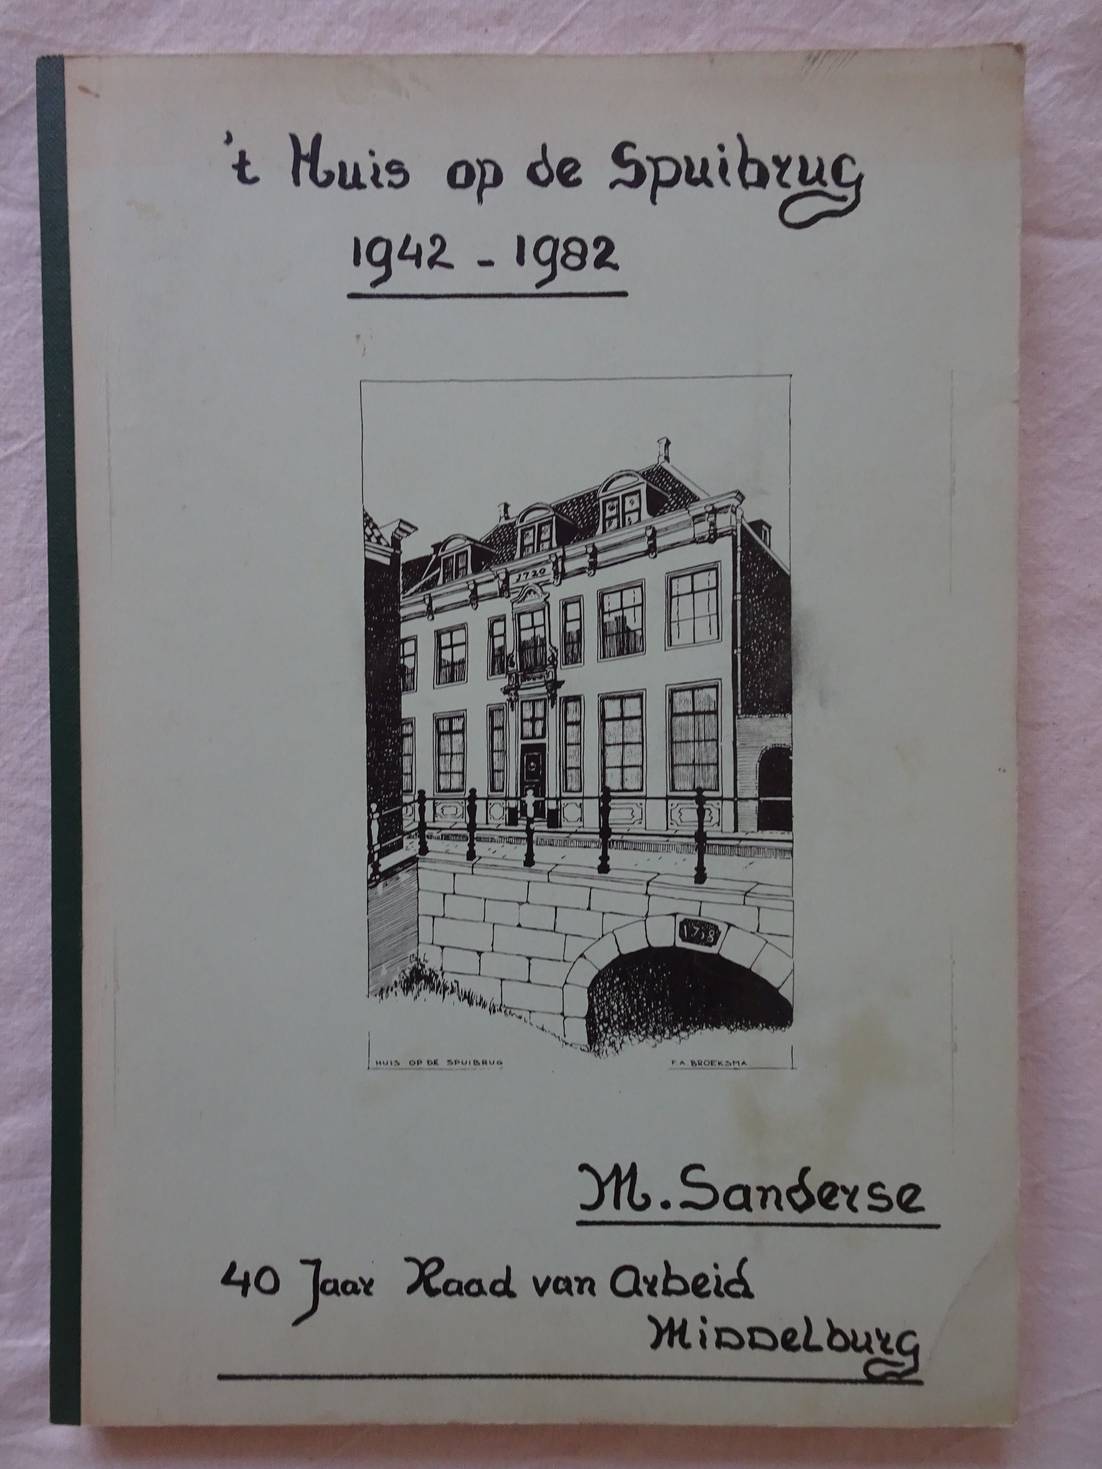 't Huis op de Spuibrug
1942 - 1982
1720
1718
HUIS OP DE SPUIBRUG
F.A BROEKSMA
M. Sanderse
40 Jaar Raad van Arbeid
Middelburg